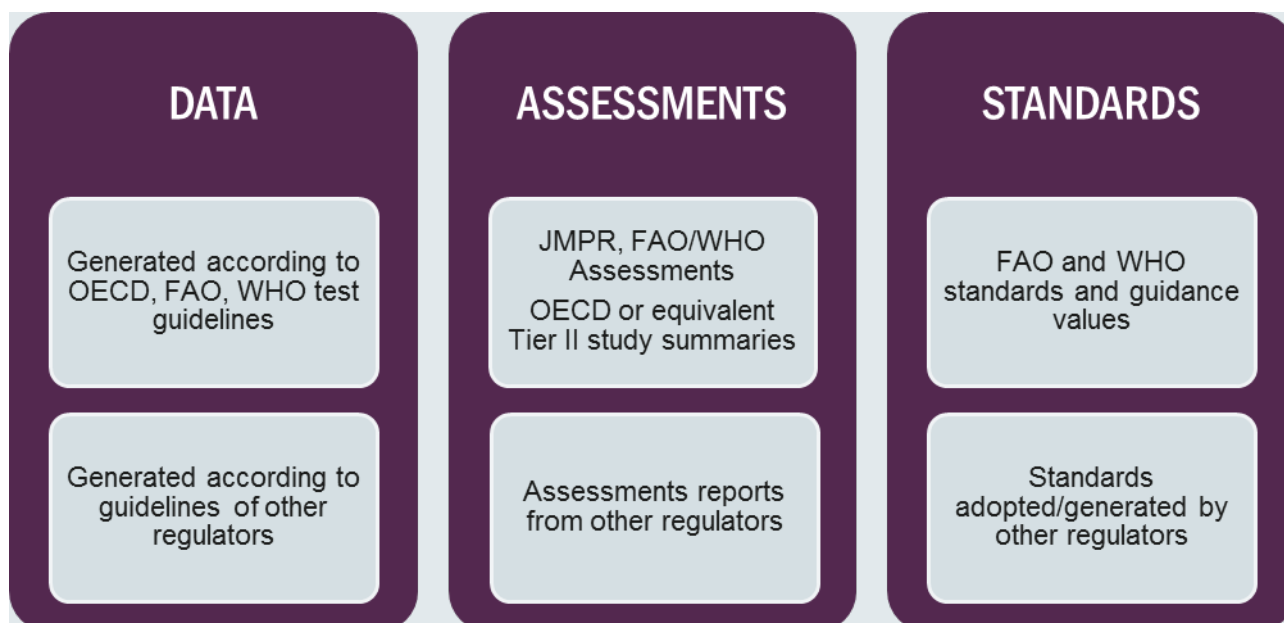 DATA
Generated according to
OECD, FAO, WHO test
guidelines
Generated according to
guidelines of other
regulators
ASSESSMENTS
JMPR, FAO/WHO
Assessments
OECD or equivalent
Tier II study summaries
Assessments reports
from other regulators
STANDARDS
FAO and WHO
standards and guidance
values
Standards
adopted/generated by
other regulators